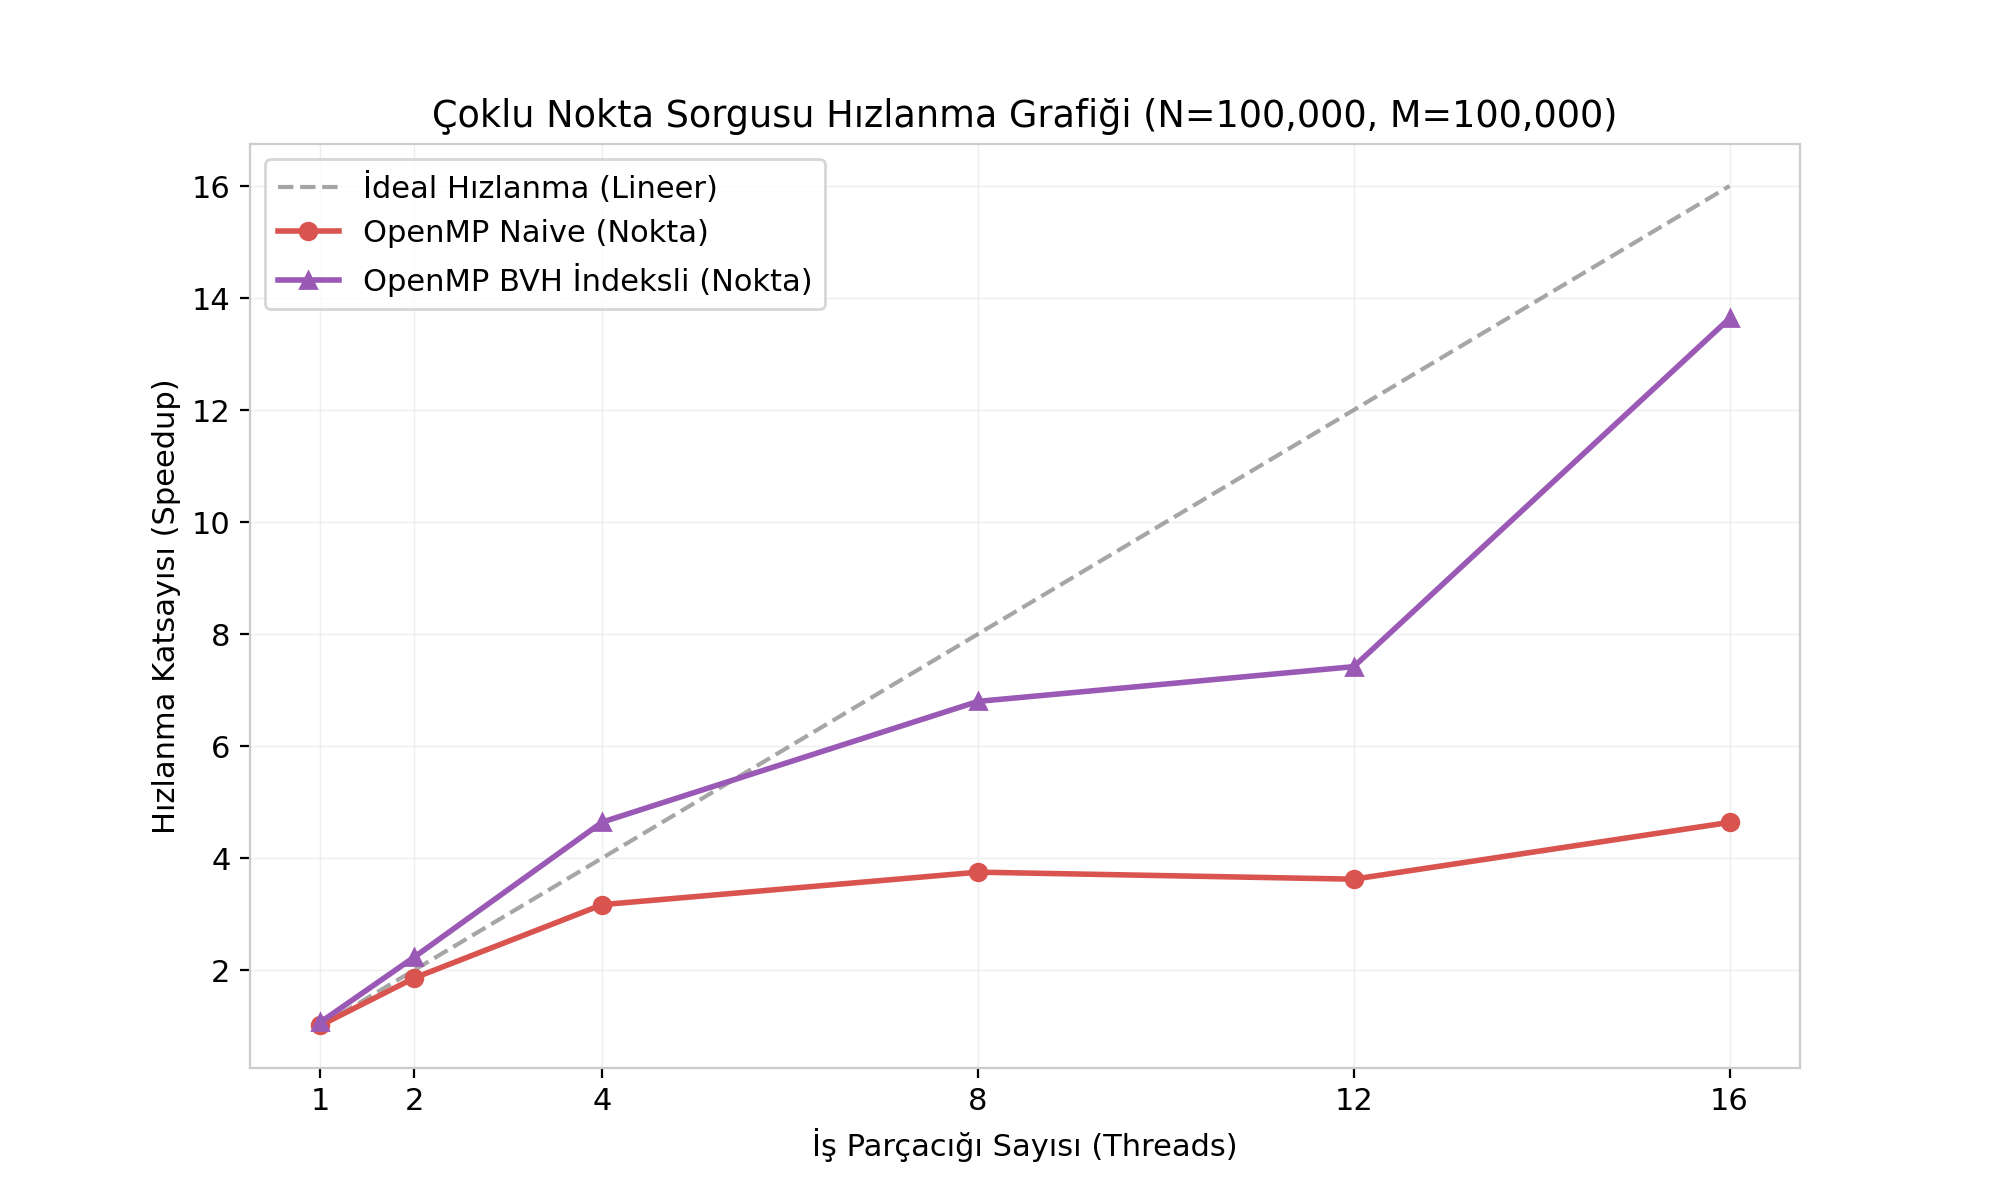 Çoklu Nokta Sorgusu Hızlanma Grafiği (N=100,000, M=100,000)
İdeal Hızlanma (Lineer)
OpenMP Naive (Nokta)
OpenMP BVH İndeksli (Nokta)
Hızlanma Katsayısı (Speedup)
16
14
12
10
8
6
4
2
1 2 4 8 12 16
İş Parçacığı Sayısı (Threads)